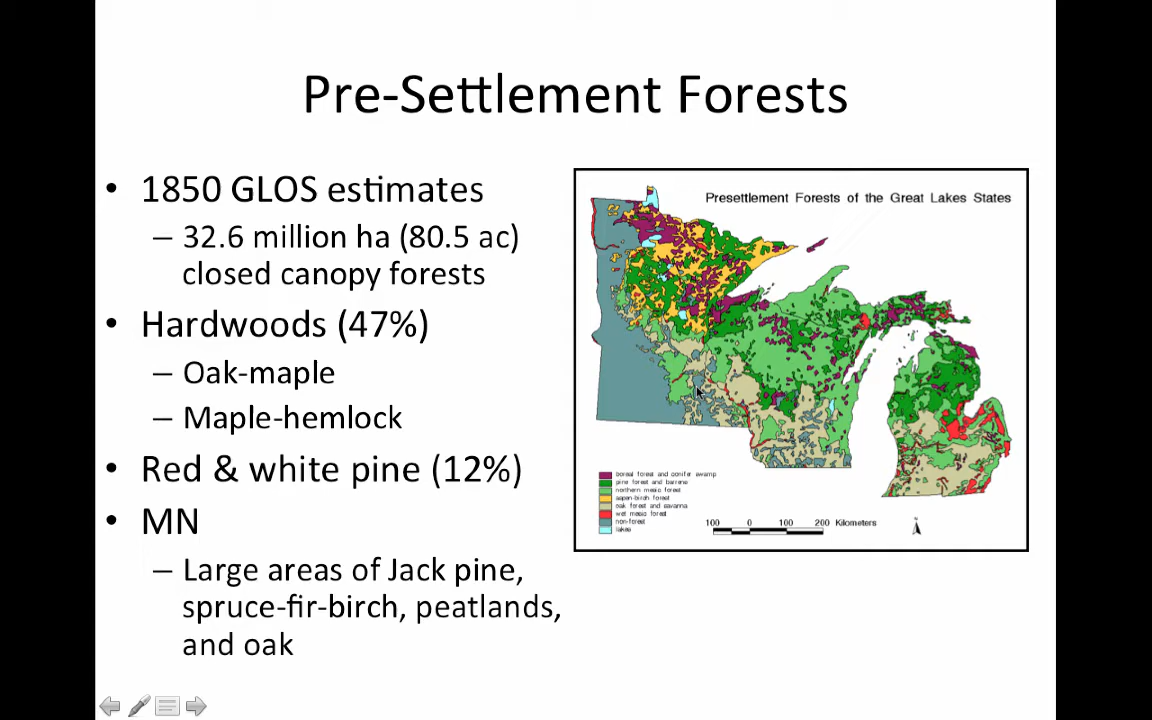 Pre-Settlement Forests
• 1850 GLOS estimates
– 32.6 million ha (80.5 ac)
closed canopy forests
• Hardwoods (47%)
– Oak-maple
– Maple-hemlock
• Red & white pine (12%)
• MN
– Large areas of Jack pine,
spruce-fir-birch, peatlands,
and oak
Presettlement Forests of the Great Lakes States
boreal forest and conifer swamp
pine forest and barrens
northern mesic forest
aspen-birch forest
oak forest and savanna
wet mesic forest
non-forest
lakes
100 0 100 200 Kilometers
N